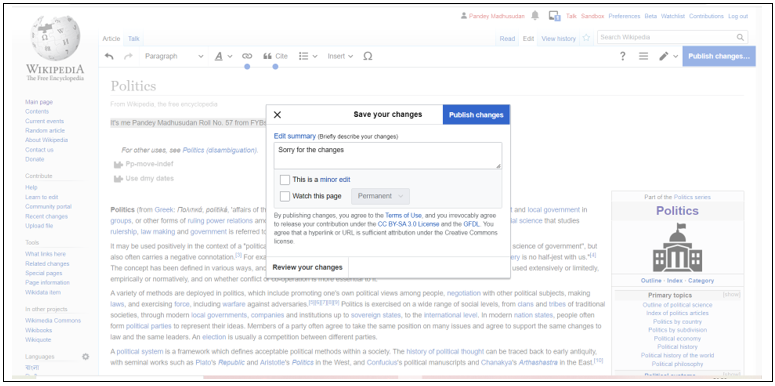 Pandey Madhusudan Talk Sandbox Preferences Beta Watchlist Contributions Log out
Article Talk
Read Edit View history Search Wikipedia
Paragraph A Cite Insert Ω ? Publish changes...
WIKIPEDIA
The Free Encyclopedia
Main page
Contents
Current events
Random article
About Wikipedia
Contact us
Donate
Contribute
Help
Learn to edit
Community portal
Recent changes
Upload file
Tools
What links here
Related changes
Special pages
Page information
Wikidata item
In other projects
Wikimedia Commons
Wikibooks
Wikiquote
Languages
Politics
From Wikipedia, the free encyclopedia
It's me Pandey Madhusudan Roll No. 57 from FYBs
For other uses, see Politics (disambiguation).
Pp-move-indef
Use dmy dates
Save your changes
Publish changes
Edit summary (Briefly describe your changes)
Sorry for the changes
This is a minor edit
Watch this page Permanent
By publishing changes, you agree to the Terms of Use, and you irrevocably agree
to release your contribution under the CC BY-SA 3.0 License and the GFDL. You
agree that a hyperlink or URL is sufficient attribution under the Creative Commons
license.
Review your changes
Politics (from Greek: Πολιτικά, politiká, 'affairs of th t and local government in
groups, or other forms of ruling power relations am cial science that studies
rulership, law making and government is referred to
It may be used positively in the context of a "politica science of government", but
also often carries a negative connotation.[3] For exa ery is no half-jest with us."[4]
The concept has been defined in various ways, and used extensively or limitedly,
empirically or normatively, and on whether conflict or co-operation is more essential to it.
A variety of methods are deployed in politics, which include promoting one's own political views among people, negotiation with other political subjects, making
laws, and exercising force, including warfare against adversaries.[5][6][7][8][9] Politics is exercised on a wide range of social levels, from clans and tribes of traditional
societies, through modern local governments, companies and institutions up to sovereign states, to the international level. In modern nation states, people often
form political parties to represent their ideas. Members of a party often agree to take the same position on many issues and agree to support the same changes to
law and the same leaders. An election is usually a competition between different parties.
A political system is a framework which defines acceptable political methods within a society. The history of political thought can be traced back to early antiquity,
with seminal works such as Plato's Republic and Aristotle's Politics in the West, and Confucius's political manuscripts and Chanakya's Arthashastra in the East.[10]
Part of the Politics series
Politics
Outline · Index · Category
Primary topics [show]
Outline of political science
Index of politics articles
Politics by country
Politics by subdivision
Political economy
Political history
Political history of the world
Political philosophy
Political systems [show]